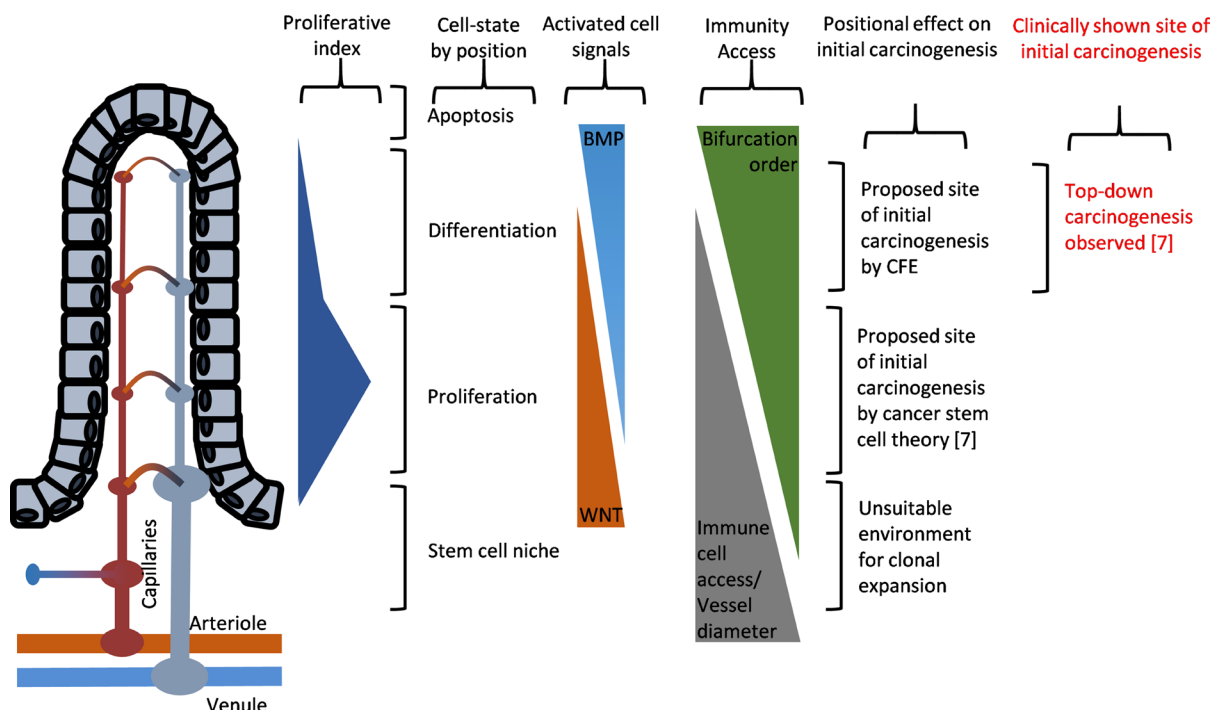 Proliferative
index
Cell-state
by position
Activated cell
signals
Immunity
Access
Positional effect on
initial carcinogenesis
Clinically shown site of
initial carcinogenesis
Apoptosis
Differentiation
Proliferation
Stem cell niche
BMP
WNT
Bifurcation
order
Immune
cell
access/
Vessel
diameter
Proposed site
of initial
carcinogenesis
by CFE
Proposed site
of initial
carcinogenesis
by cancer stem
cell theory [7]
Unsuitable
environment
for clonal
expansion
Top-down
carcinogenesis
observed [7]
Capillaries
Arteriole
Venule